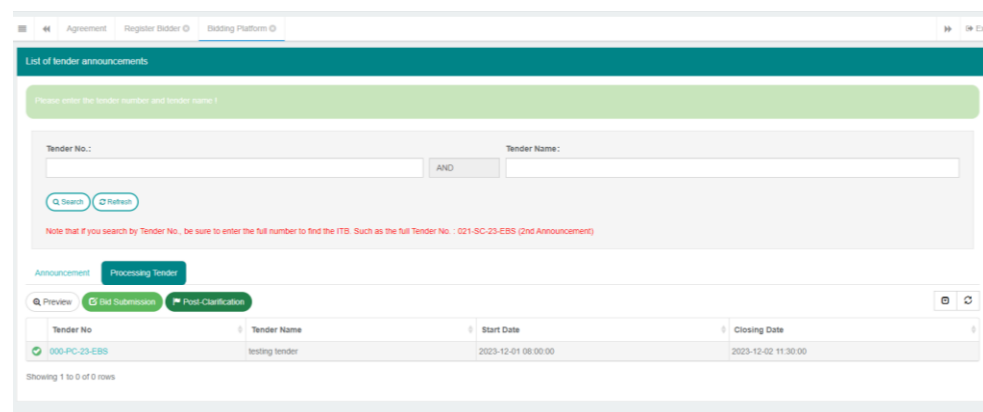 Agreement Register Bidder Bidding Platform
List of tender announcements
Please enter the tender number and tender name !
Tender No.: Tender Name:
AND
Search Refresh
Note that if you search by Tender No., be sure to enter the full number to find the ITB. Such as the full Tender No. : 021-SC-23-EBS (2nd Announcement)
Announcement Processing Tender
Preview Bid Submission Post-Clarification
Tender No Tender Name Start Date Closing Date
000-PC-23-EBS testing tender 2023-12-01 08:00:00 2023-12-02 11:30:00
Showing 1 to 0 of 0 rows